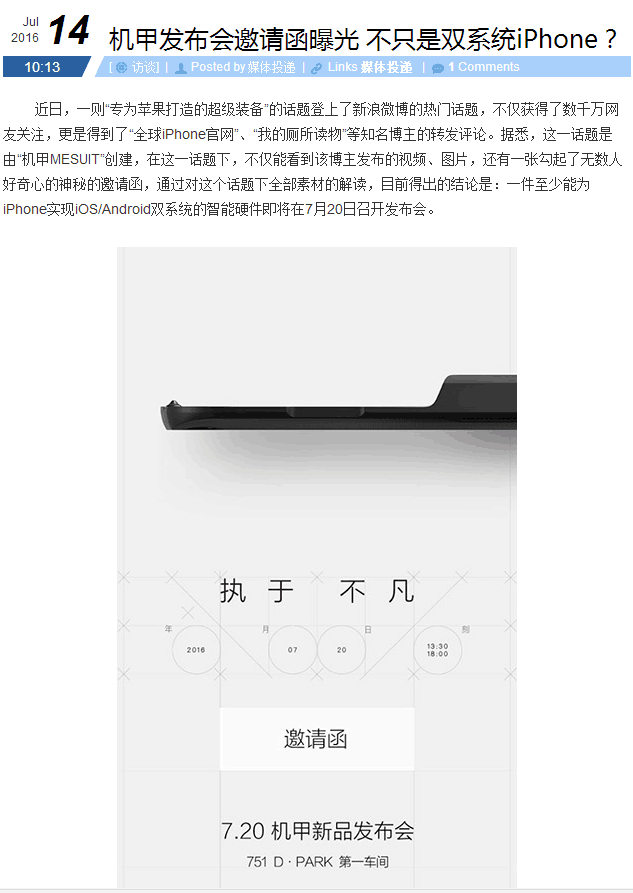 Jul
2016
14
机甲发布会邀请函曝光 不只是双系统iPhone？
10:13
[ 访谈] | Posted by 媒体投递 | Links 媒体投递 | 1 Comments
近日，一则“专为苹果打造的超级装备”的话题登上了新浪微博的热门话题，不仅获得了数千万网
友关注，更是得到了“全球iPhone官网”、“我的厕所读物”等知名博主的转发评论。据悉，这一话题是
由“机甲MESUIT”创建，在这一话题下，不仅能看到该博主发布的视频、图片，还有一张勾起了无数人
好奇心的神秘的邀请函，通过对这个话题下全部素材的解读，目前得出的结论是：一件至少能为
iPhone实现iOS/Android双系统的智能硬件即将在7月20日召开发布会。
执于 不凡
年 月 日 刻
2016 07 20 13:30
18:00
邀请函
7.20 机甲新品发布会
751 D·PARK 第一车间